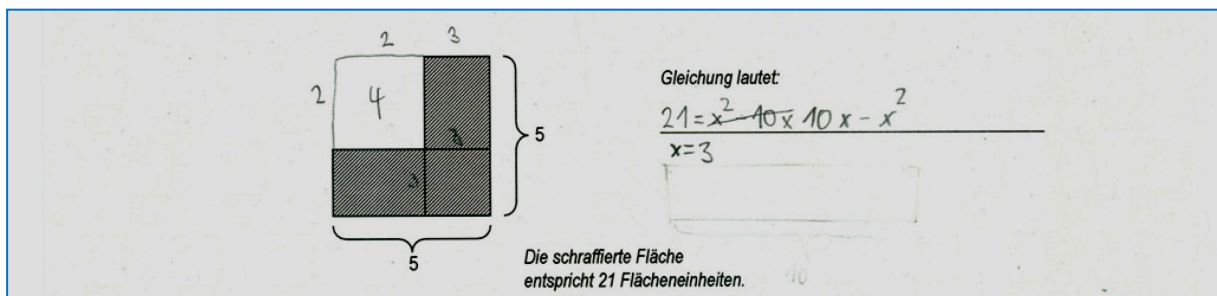 2 3
2 4
3
3
5
5
Die schraffierte Fläche
entspricht 21 Flächeneinheiten.
Gleichung lautet:
21 = x² - 10x 10x - x²
x = 3
10